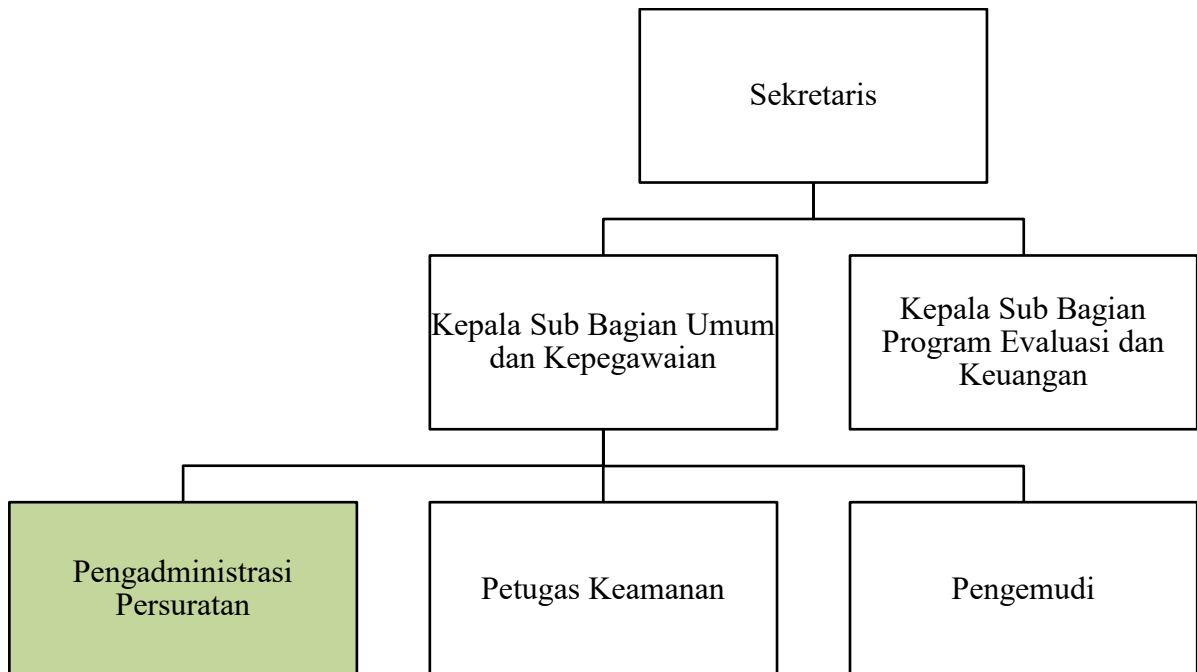 Sekretaris
Kepala Sub Bagian Umum
dan Kepegawaian
Kepala Sub Bagian
Program Evaluasi dan
Keuangan
Pengadministrasi
Persuratan
Petugas Keamanan
Pengemudi